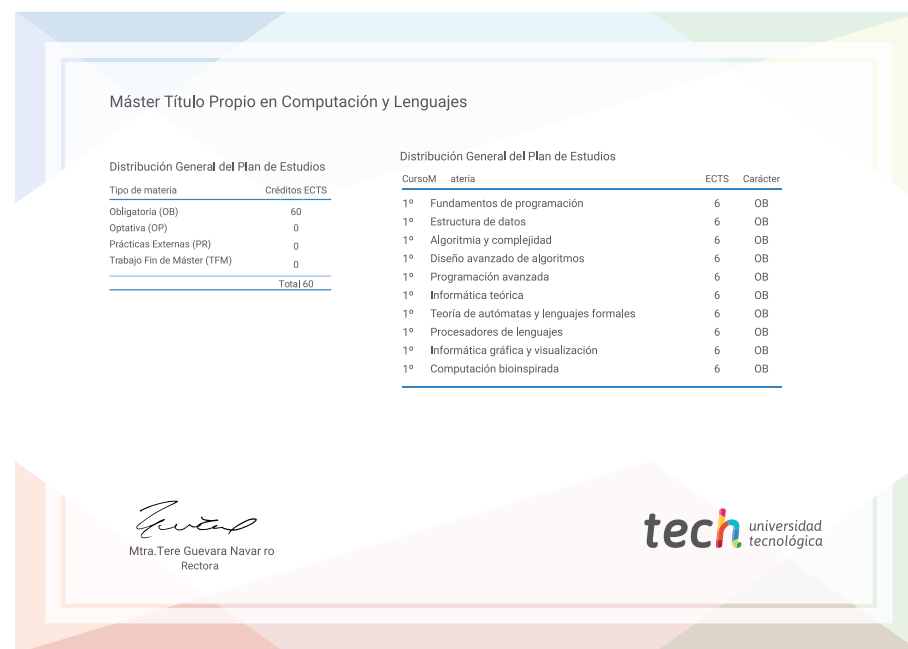 Máster Título Propio en Computación y Lenguajes
Distribución General del Plan de Estudios
Tipo de materia Créditos ECTS
Obligatoria (OB) 60
Optativa (OP) 0
Prácticas Externas (PR) 0
Trabajo Fin de Máster (TFM) 0
Total 60
Distribución General del Plan de Estudios
CursoM ateria ECTS Carácter
1º Fundamentos de programación 6 OB
1º Estructura de datos 6 OB
1º Algoritmia y complejidad 6 OB
1º Diseño avanzado de algoritmos 6 OB
1º Programación avanzada 6 OB
1º Informática teórica 6 OB
1º Teoría de autómatas y lenguajes formales 6 OB
1º Procesadores de lenguajes 6 OB
1º Informática gráfica y visualización 6 OB
1º Computación bioinspirada 6 OB
Mtra.Tere Guevara Navar ro
Rectora
tech universidad
tecnológica